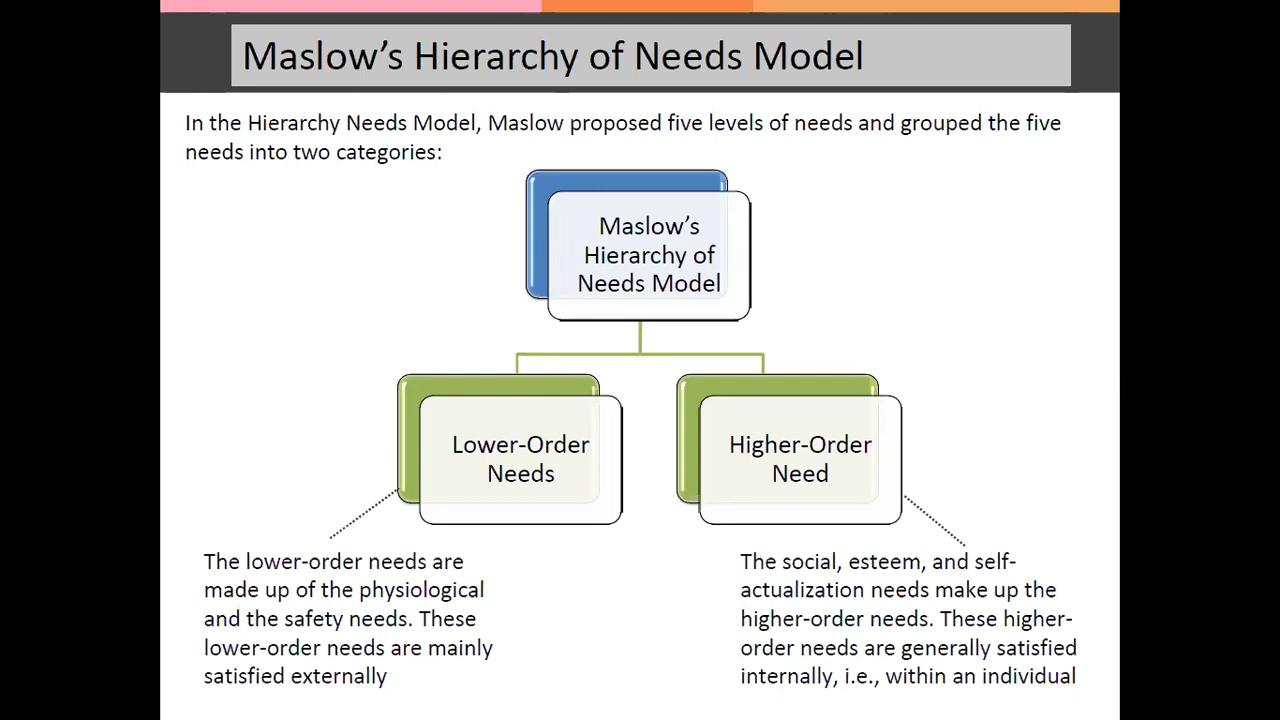 Maslow’s Hierarchy of Needs Model
In the Hierarchy Needs Model, Maslow proposed five levels of needs and grouped the five
needs into two categories:
Maslow’s
Hierarchy of
Needs Model
Lower-Order
Needs
Higher-Order
Need
The lower-order needs are
made up of the physiological
and the safety needs. These
lower-order needs are mainly
satisfied externally
The social, esteem, and self-
actualization needs make up the
higher-order needs. These higher-
order needs are generally satisfied
internally, i.e., within an individual